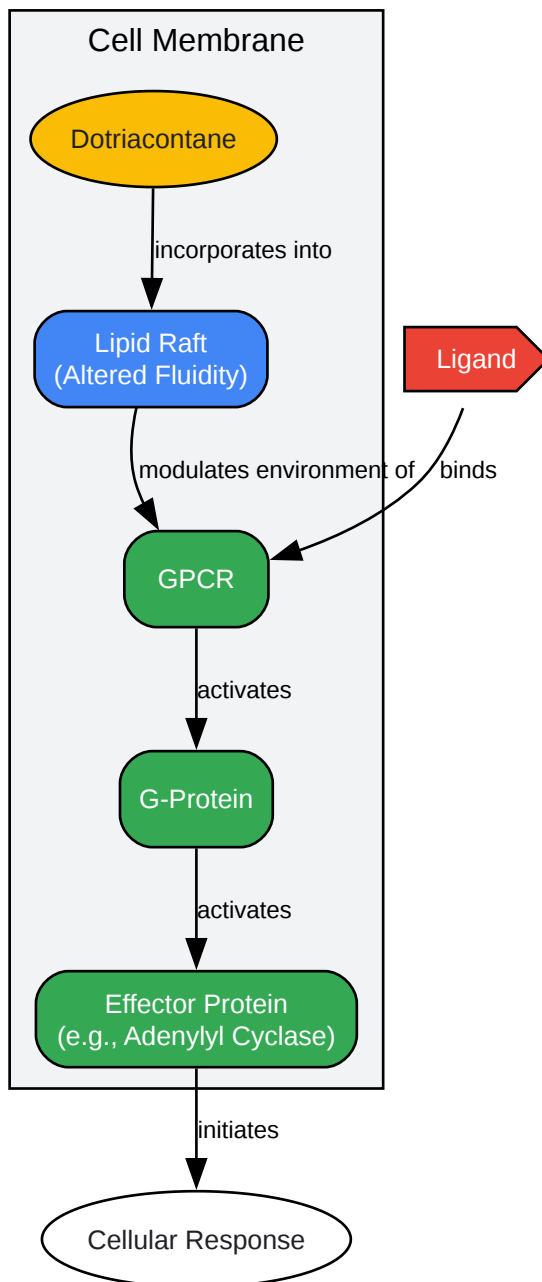 Cell Membrane
Dotriacontane
incorporates into
Lipid Raft
(Altered Fluidity)
Ligand
modulates environment of
binds
GPCR
activates
G-Protein
activates
Effector Protein
(e.g., Adenylyl Cyclase)
initiates
Cellular Response